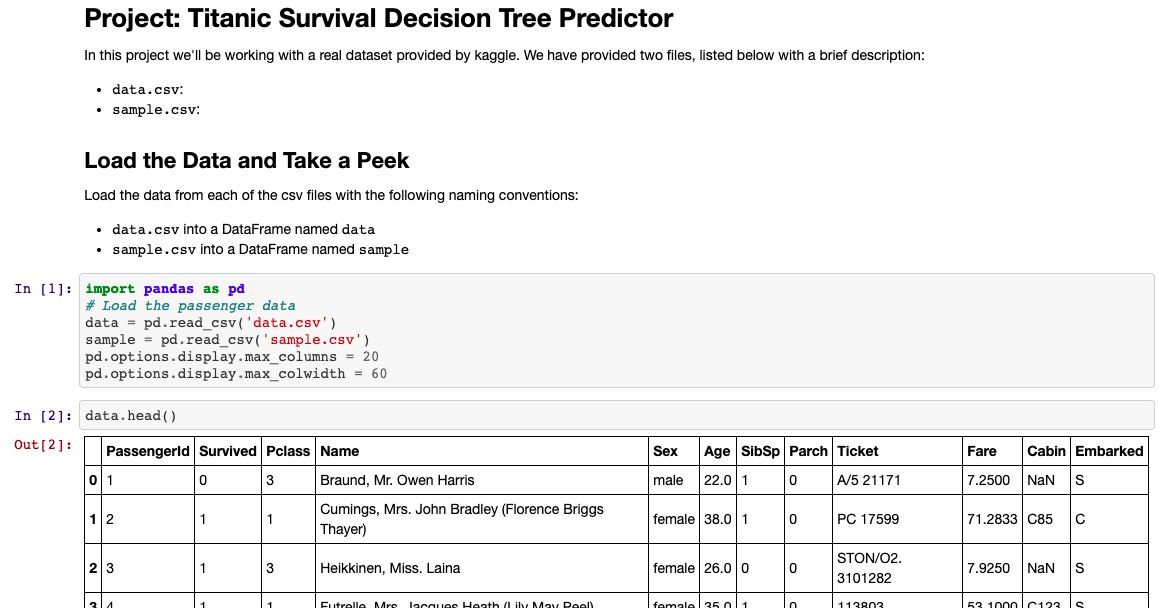 Project: Titanic Survival Decision Tree Predictor
In this project we'll be working with a real dataset provided by kaggle. We have provided two files, listed below with a brief description:
• data.csv:
• sample.csv:
Load the Data and Take a Peek
Load the data from each of the csv files with the following naming conventions:
• data.csv into a DataFrame named data
• sample.csv into a DataFrame named sample
In [1]: import pandas as pd
# Load the passenger data
data = pd.read_csv('data.csv')
sample = pd.read_csv('sample.csv')
pd.options.display.max_columns = 20
pd.options.display.max_colwidth = 60
In [2]: data.head()
Out[2]: PassengerId Survived Pclass Name Sex Age SibSp Parch Ticket Fare Cabin Embarked
0 1 0 3 Braund, Mr. Owen Harris male 22.0 1 0 A/5 21171 7.2500 NaN S
1 2 1 1 Cumings, Mrs. John Bradley (Florence Briggs
Thayer) female 38.0 1 0 PC 17599 71.2833 C85 C
2 3 1 3 Heikkinen, Miss. Laina female 26.0 0 0 STON/O2.
3101282 7.9250 NaN S
3 4 1 1 Futrelle, Mrs. Jacques Heath (Lily May Peel) female 35.0 1 0 113803 53.1000 C123 S